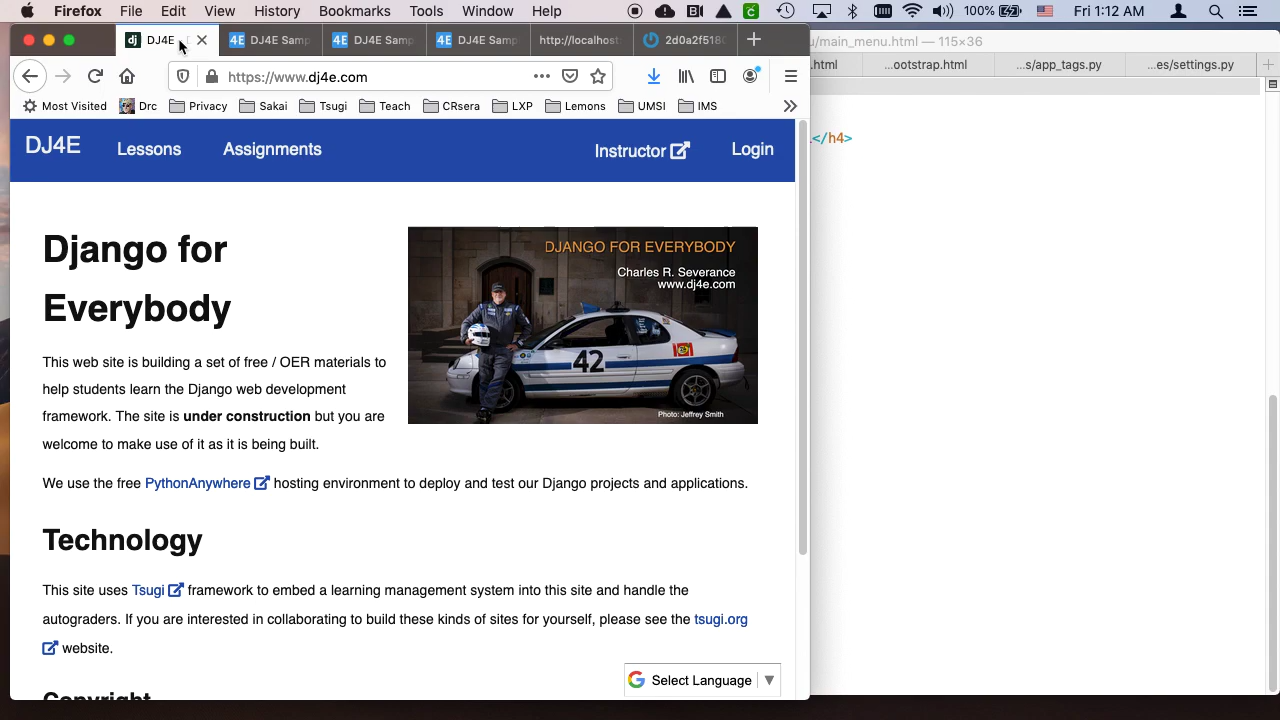 Firefox File Edit View History Bookmarks Tools Window Help 100% Fri 1:12 AM
DJ4E 4E DJ4E Samp 4E DJ4E Samp 4E DJ4E Samp http://localhost: 2d0a2f518
u/main_menu.html — 115×36
https://www.dj4e.com
.html ...ootstrap.html ...s/app_tags.py ...es/settings.py
Most Visited Drc Privacy Sakai Tsugi Teach CRsera LXP Lemons UMSI IMS
</h4>
DJ4E Lessons Assignments Instructor Login
Django for
Everybody
DJANGO FOR EVERYBODY
Charles R. Severance
www.dj4e.com
42
Photo: Jeffrey Smith
This web site is building a set of free / OER materials to
help students learn the Django web development
framework. The site is under construction but you are
welcome to make use of it as it is being built.
We use the free PythonAnywhere hosting environment to deploy and test our Django projects and applications.
Technology
This site uses Tsugi framework to embed a learning management system into this site and handle the
autograders. If you are interested in collaborating to build these kinds of sites for yourself, please see the tsugi.org
website.
Copyright
Select Language